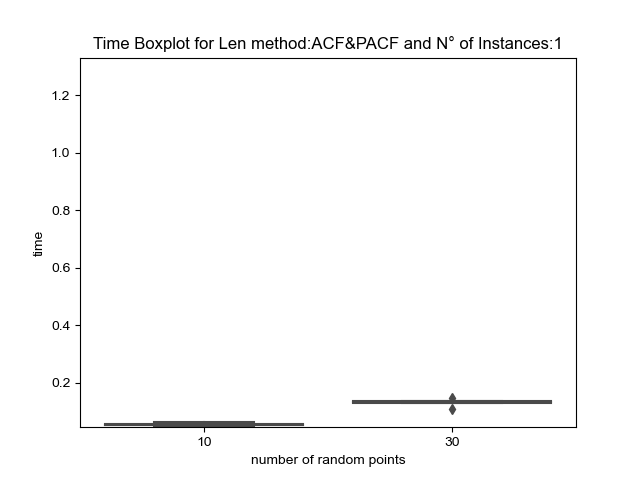 Time Boxplot for Len method:ACF&PACF and N° of Instances:1
1.2
1.0
0.8
time
0.6
0.4
0.2
10
30
number of random points